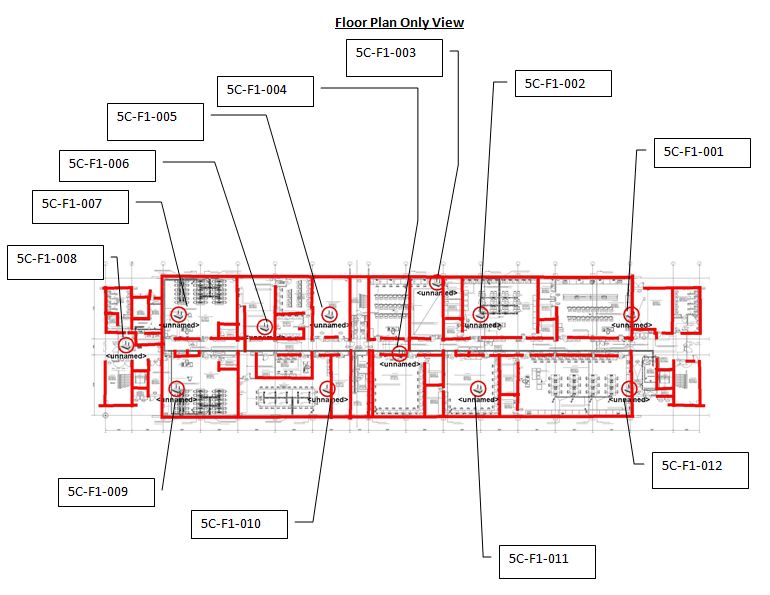 Floor Plan Only View
5C-F1-003
5C-F1-002
5C-F1-004
5C-F1-005
5C-F1-001
5C-F1-006
5C-F1-007
5C-F1-008
<unnamed>
<unnamed>
<unnamed>
<unnamed>
<unnamed>
<unnamed>
<unnamed>
<unnamed>
<unnamed>
<unnamed>
<unnamed>
<unnamed>
5C-F1-012
5C-F1-009
5C-F1-010
5C-F1-011